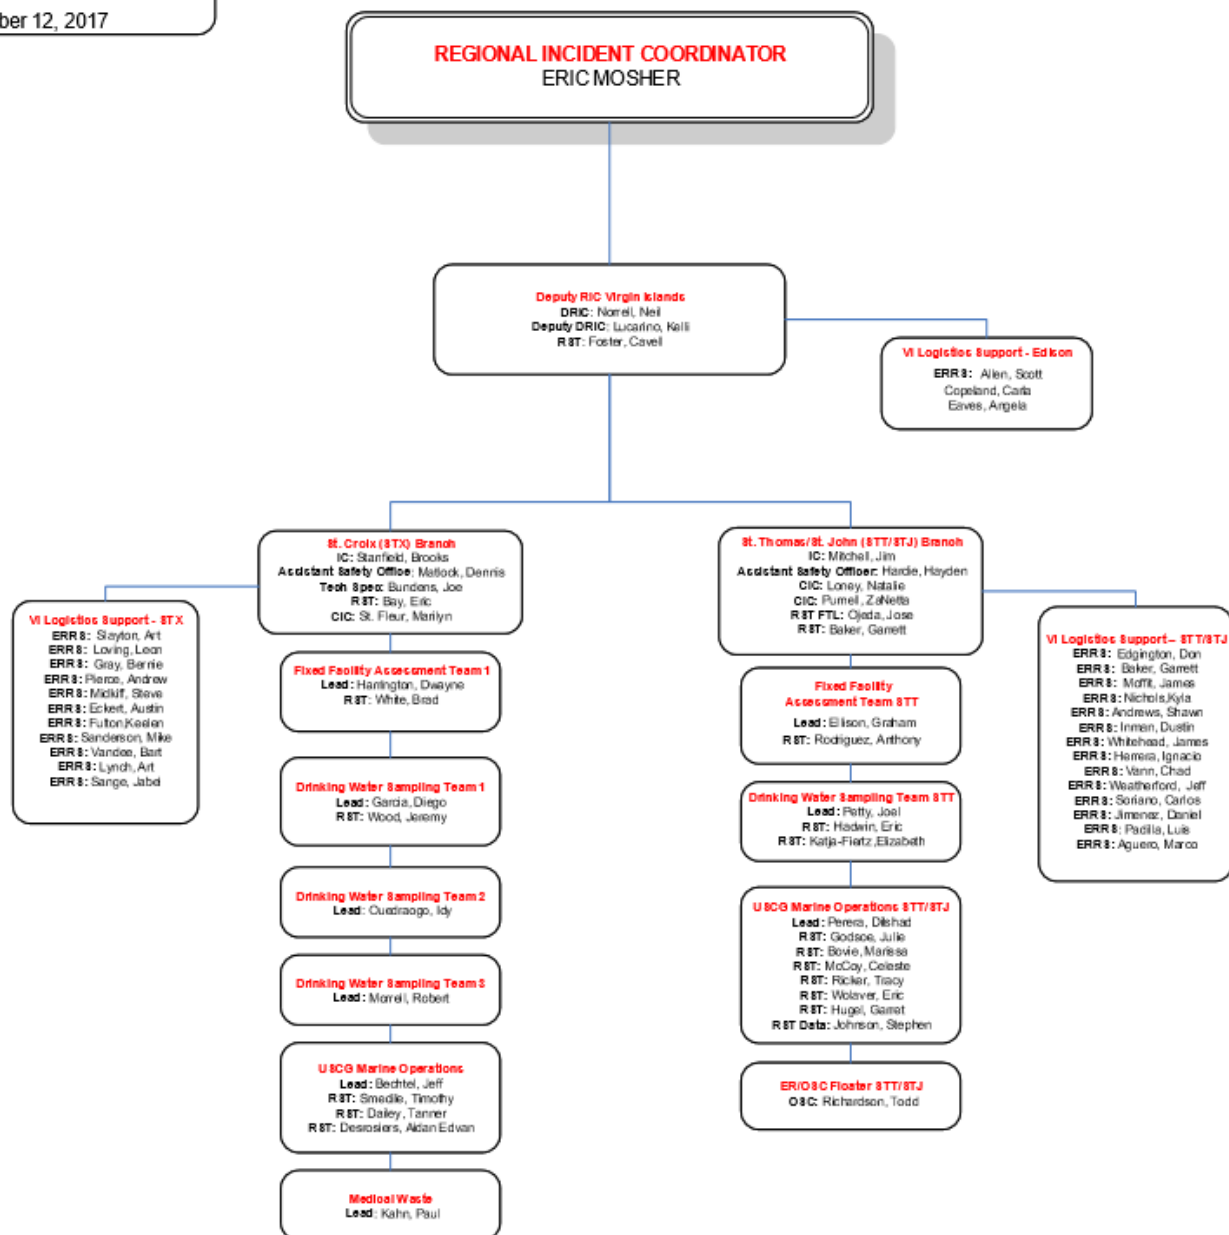 ber 12, 2017
REGIONAL INCIDENT COORDINATOR
ERIC MOSHER
Deputy RIC Virgin Islands
DRIC: Norrell, Neil
Deputy DRIC: Lucarino, Kelli
RST: Foster, Cavell
VI Logistics Support - Edison
ERRS: Allen, Scott
Copeland, Carla
Eaves, Angela
St. Croix (STX) Branch
IC: Stanfield, Brooks
Assistant Safety Office: Matlock, Dennis
Tech Spec: Bundens, Joe
RST: Bay, Eric
CIC: St. Fleur, Marilyn
St. Thomas/St. John (STT/STJ) Branch
IC: Mitchell, Jim
Assistant Safety Officer: Hardie, Hayden
CIC: Loney, Natalie
CIC: Purnell, ZaNetta
RST FTL: Ojeda, Jose
RST: Baker, Garrett
VI Logistics Support - STX
ERRS: Slayton, Art
ERRS: Loving, Leon
ERRS: Gray, Bernie
ERRS: Pierce, Andrew
ERRS: Midkiff, Steve
ERRS: Eckert, Austin
ERRS: Fulton,Keelen
ERRS: Sanderson, Mike
ERRS: Vandee, Bart
ERRS: Lynch, Art
ERRS: Sange, Jabel
VI Logistics Support – STT/STJ
ERRS: Edgington, Don
ERRS: Baker, Garrett
ERRS: Moffit, James
ERRS: Nichols,Kyla
ERRS: Andrews, Shawn
ERRS: Inman, Dustin
ERRS: Whitehead, James
ERRS: Herrera, Ignacio
ERRS: Vann, Chad
ERRS: Weatherford, Jeff
ERRS: Soriano, Carlos
ERRS: Jimenez, Daniel
ERRS: Padilla, Luis
ERRS: Aguero, Marco
Fixed Facility Assessment Team 1
Lead: Harrington, Dwayne
RST: White, Brad
Drinking Water Sampling Team 1
Lead: Garcia, Diego
RST: Wood, Jeremy
Drinking Water Sampling Team 2
Lead: Ouedraogo, Idy
Drinking Water Sampling Team 3
Lead: Morrell, Robert
USCG Marine Operations
Lead: Bechtel, Jeff
RST: Smedile, Timothy
RST: Dailey, Tanner
RST: Desrosiers, Aidan Edvan
Medical Waste
Lead: Kahn, Paul
Fixed Facility
Assessment Team STT
Lead: Ellison, Graham
RST: Rodriguez, Anthony
Drinking Water Sampling Team STT
Lead: Petty, Joel
RST: Hadwin, Eric
RST: Katja-Fiertz,Elizabeth
USCG Marine Operations STT/STJ
Lead: Perera, Dilshad
RST: Godsoe, Julie
RST: Bovie, Marissa
RST: McCoy, Celeste
RST: Ricker, Tracy
RST: Wolaver, Eric
RST: Hugel, Garret
RST Data: Johnson, Stephen
ER/OSC Floater STT/STJ
OSC: Richardson, Todd